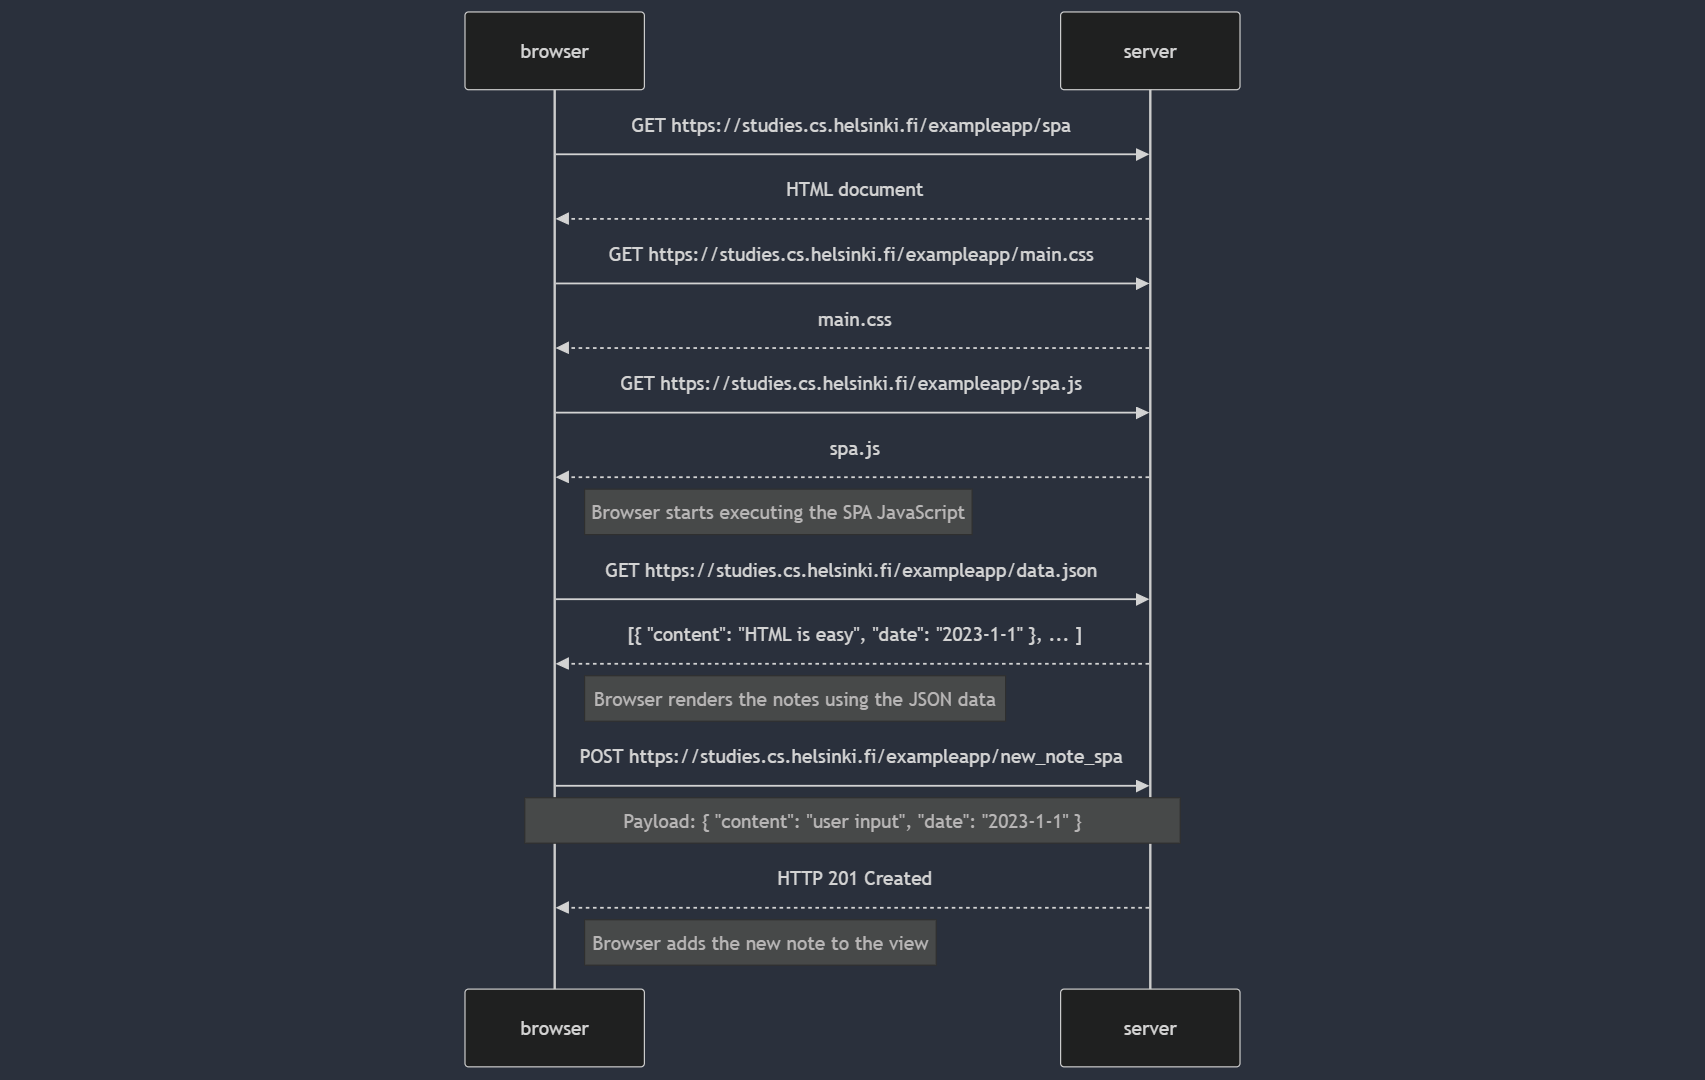 browser
server
GET https://studies.cs.helsinki.fi/exampleapp/spa
HTML document
GET https://studies.cs.helsinki.fi/exampleapp/main.css
main.css
GET https://studies.cs.helsinki.fi/exampleapp/spa.js
spa.js
Browser starts executing the SPA JavaScript
GET https://studies.cs.helsinki.fi/exampleapp/data.json
[{ "content": "HTML is easy", "date": "2023-1-1" }, ... ]
Browser renders the notes using the JSON data
POST https://studies.cs.helsinki.fi/exampleapp/new_note_spa
Payload: { "content": "user input", "date": "2023-1-1" }
HTTP 201 Created
Browser adds the new note to the view
browser
server